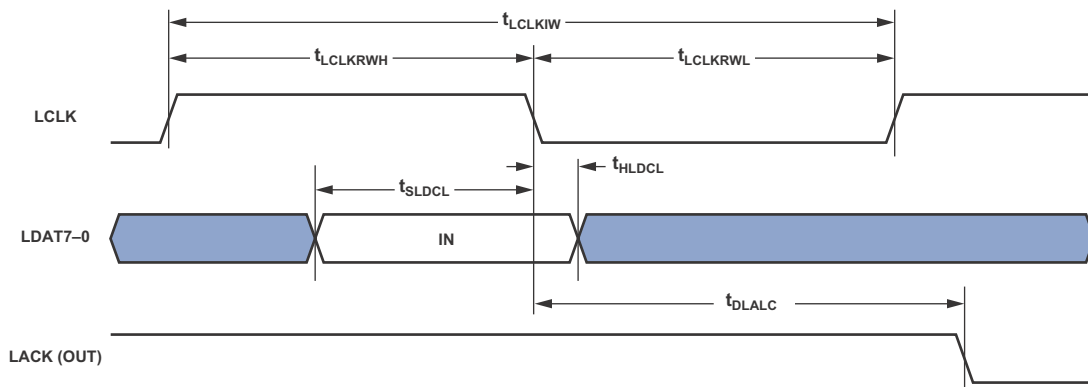 tLCLKIW
tLCLKRWH
tLCLKRWL
LCLK
tHLDCL
tSLDCL
LDAT7–0
IN
tDLALC
LACK (OUT)